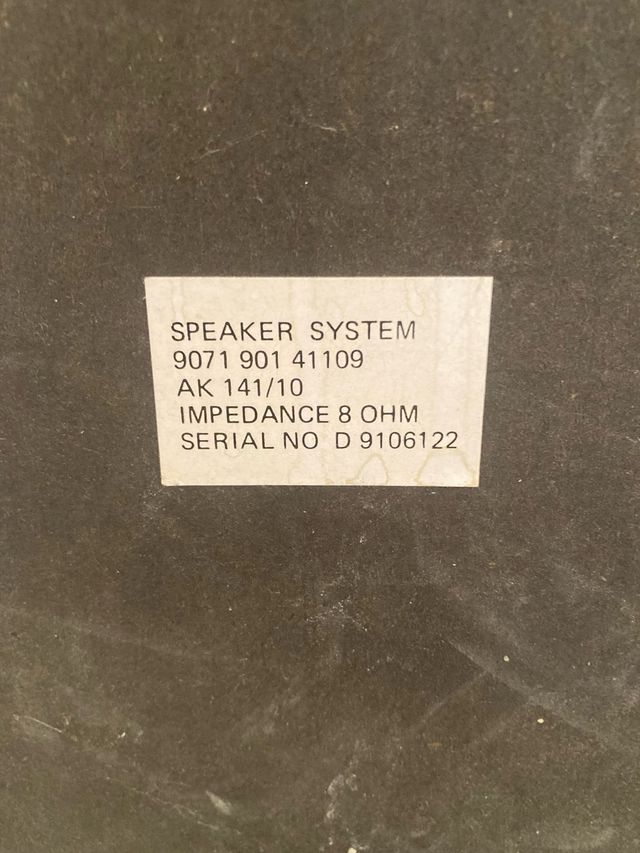 SPEAKER SYSTEM
9071 901 41109
AK 141/10
IMPEDANCE 8 OHM
SERIAL NO D 9106122